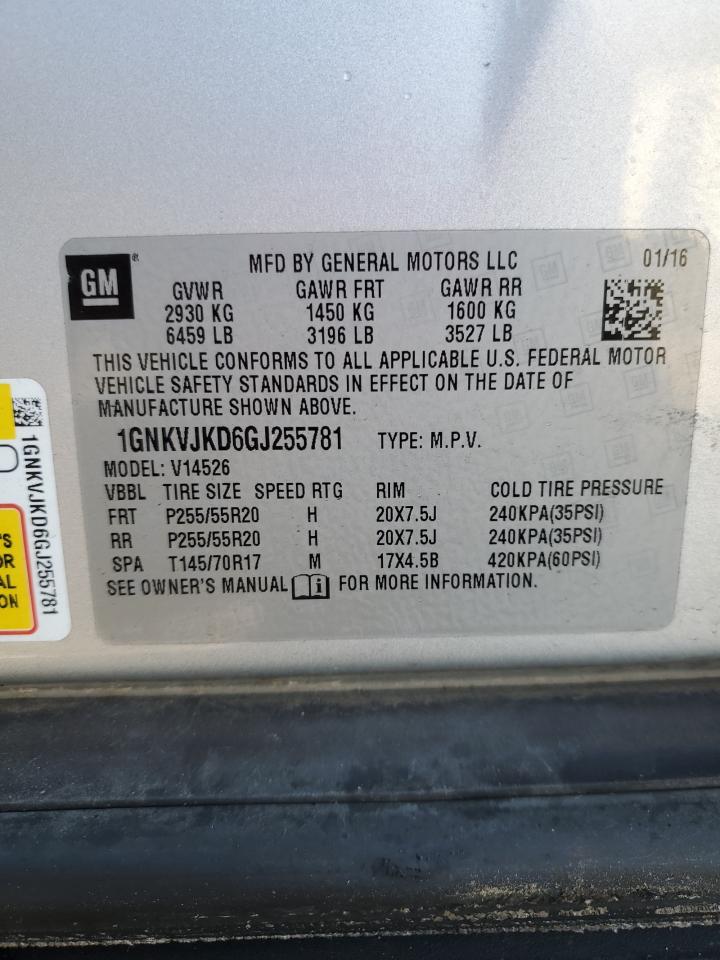 GM
MFD BY GENERAL MOTORS LLC 01/16
GVWR GAWR FRT GAWR RR
2930 KG 1450 KG 1600 KG
6459 LB 3196 LB 3527 LB
THIS VEHICLE CONFORMS TO ALL APPLICABLE U.S. FEDERAL MOTOR
VEHICLE SAFETY STANDARDS IN EFFECT ON THE DATE OF
MANUFACTURE SHOWN ABOVE.
1GNKVJKD6GJ255781 TYPE: M.P.V.
MODEL: V14526
VBBL TIRE SIZE SPEED RTG RIM COLD TIRE PRESSURE
FRT P255/55R20 H 20X7.5J 240KPA(35PSI)
RR P255/55R20 H 20X7.5J 240KPA(35PSI)
SPA T145/70R17 M 17X4.5B 420KPA(60PSI)
SEE OWNER'S MANUAL FOR MORE INFORMATION.
1GNKVJKD6GJ255781
'S
OR
AL
ON